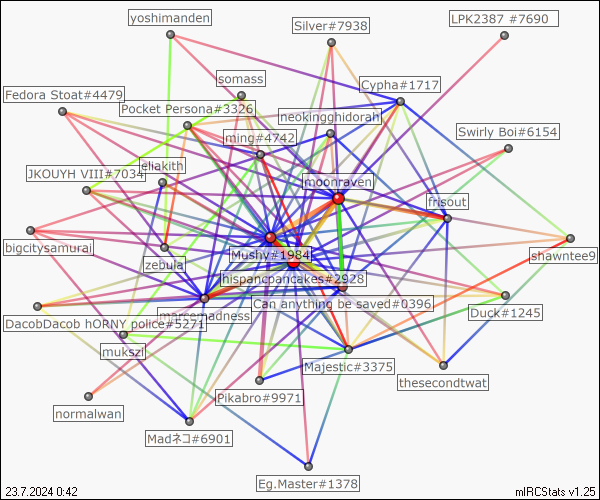 yoshimanden
LPK2387 #7690
Silver#7938
somass
Cypha#1717
Fedora Stoat#4479
Pocket Persona#3326
neokingghidorah
ming#4742
Swirly Boi#6154
eliakith
JKOUYH VIII#7034
moonraven
frisout
bigcitysamurai
zebula
Mushy#1984
shawntee9
hispancpancakes#2928
Can anything be saved#0396
marcemadness
DacobDacob hORNY police#5271
Duck#1245
mukszi
Majestic#3375
thesecondtwat
Pikabro#9971
normalwan
Madネコ#6901
Eg.Master#1378
23.7.2024 0:42
mIRCStats v1.25